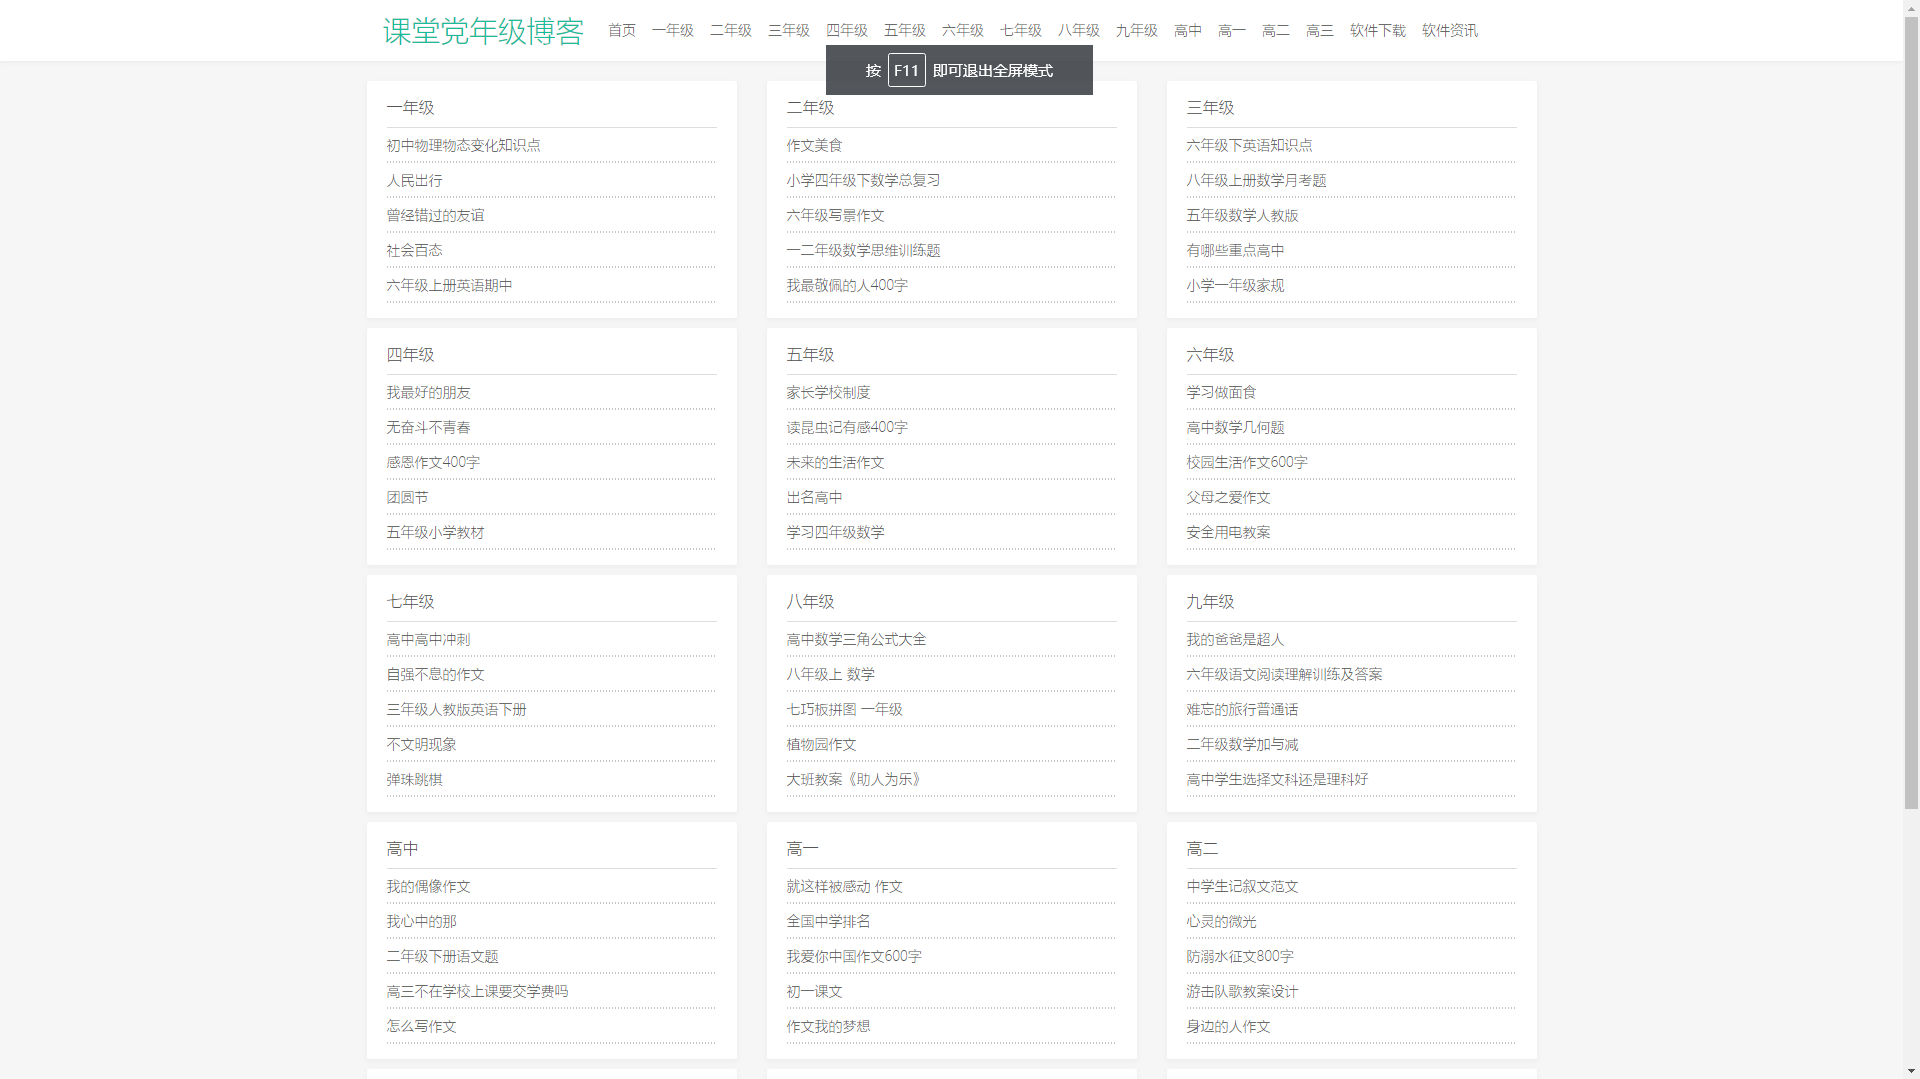 课堂党年级博客 首页 一年级 二年级 三年级 四年级 五年级 六年级 七年级 八年级 九年级 高中 高一 高二 高三 软件下载 软件资讯
按 F11 即可退出全屏模式
一年级
初中物理物态变化知识点
人民出行
曾经错过的友谊
社会百态
六年级上册英语期中
二年级
作文美食
小学四年级下数学总复习
六年级写景作文
一二年级数学思维训练题
我最敬佩的人400字
三年级
六年级下英语知识点
八年级上册数学月考题
五年级数学人教版
有哪些重点高中
小学一年级家规
四年级
我最好的朋友
无奋斗不青春
感恩作文400字
团圆节
五年级小学教材
五年级
家长学校制度
读昆虫记有感400字
未来的生活作文
出名高中
学习四年级数学
六年级
学习做面食
高中数学几何题
校园生活作文600字
父母之爱作文
安全用电教案
七年级
高中高中冲刺
自强不息的作文
三年级人教版英语下册
不文明现象
弹珠跳棋
八年级
高中数学三角公式大全
八年级上 数学
七巧板拼图 一年级
植物园作文
大班教案《助人为乐》
九年级
我的爸爸是超人
六年级语文阅读理解训练及答案
难忘的旅行普通话
二年级数学加与减
高中学生选择文科还是理科好
高中
我的偶像作文
我心中的那
二年级下册语文题
高三不在学校上课要交学费吗
怎么写作文
高一
就这样被感动 作文
全国中学排名
我爱你中国作文600字
初一课文
作文我的梦想
高二
中学生记叙文范文
心灵的微光
防溺水征文800字
游击队歌教案设计
身边的人作文